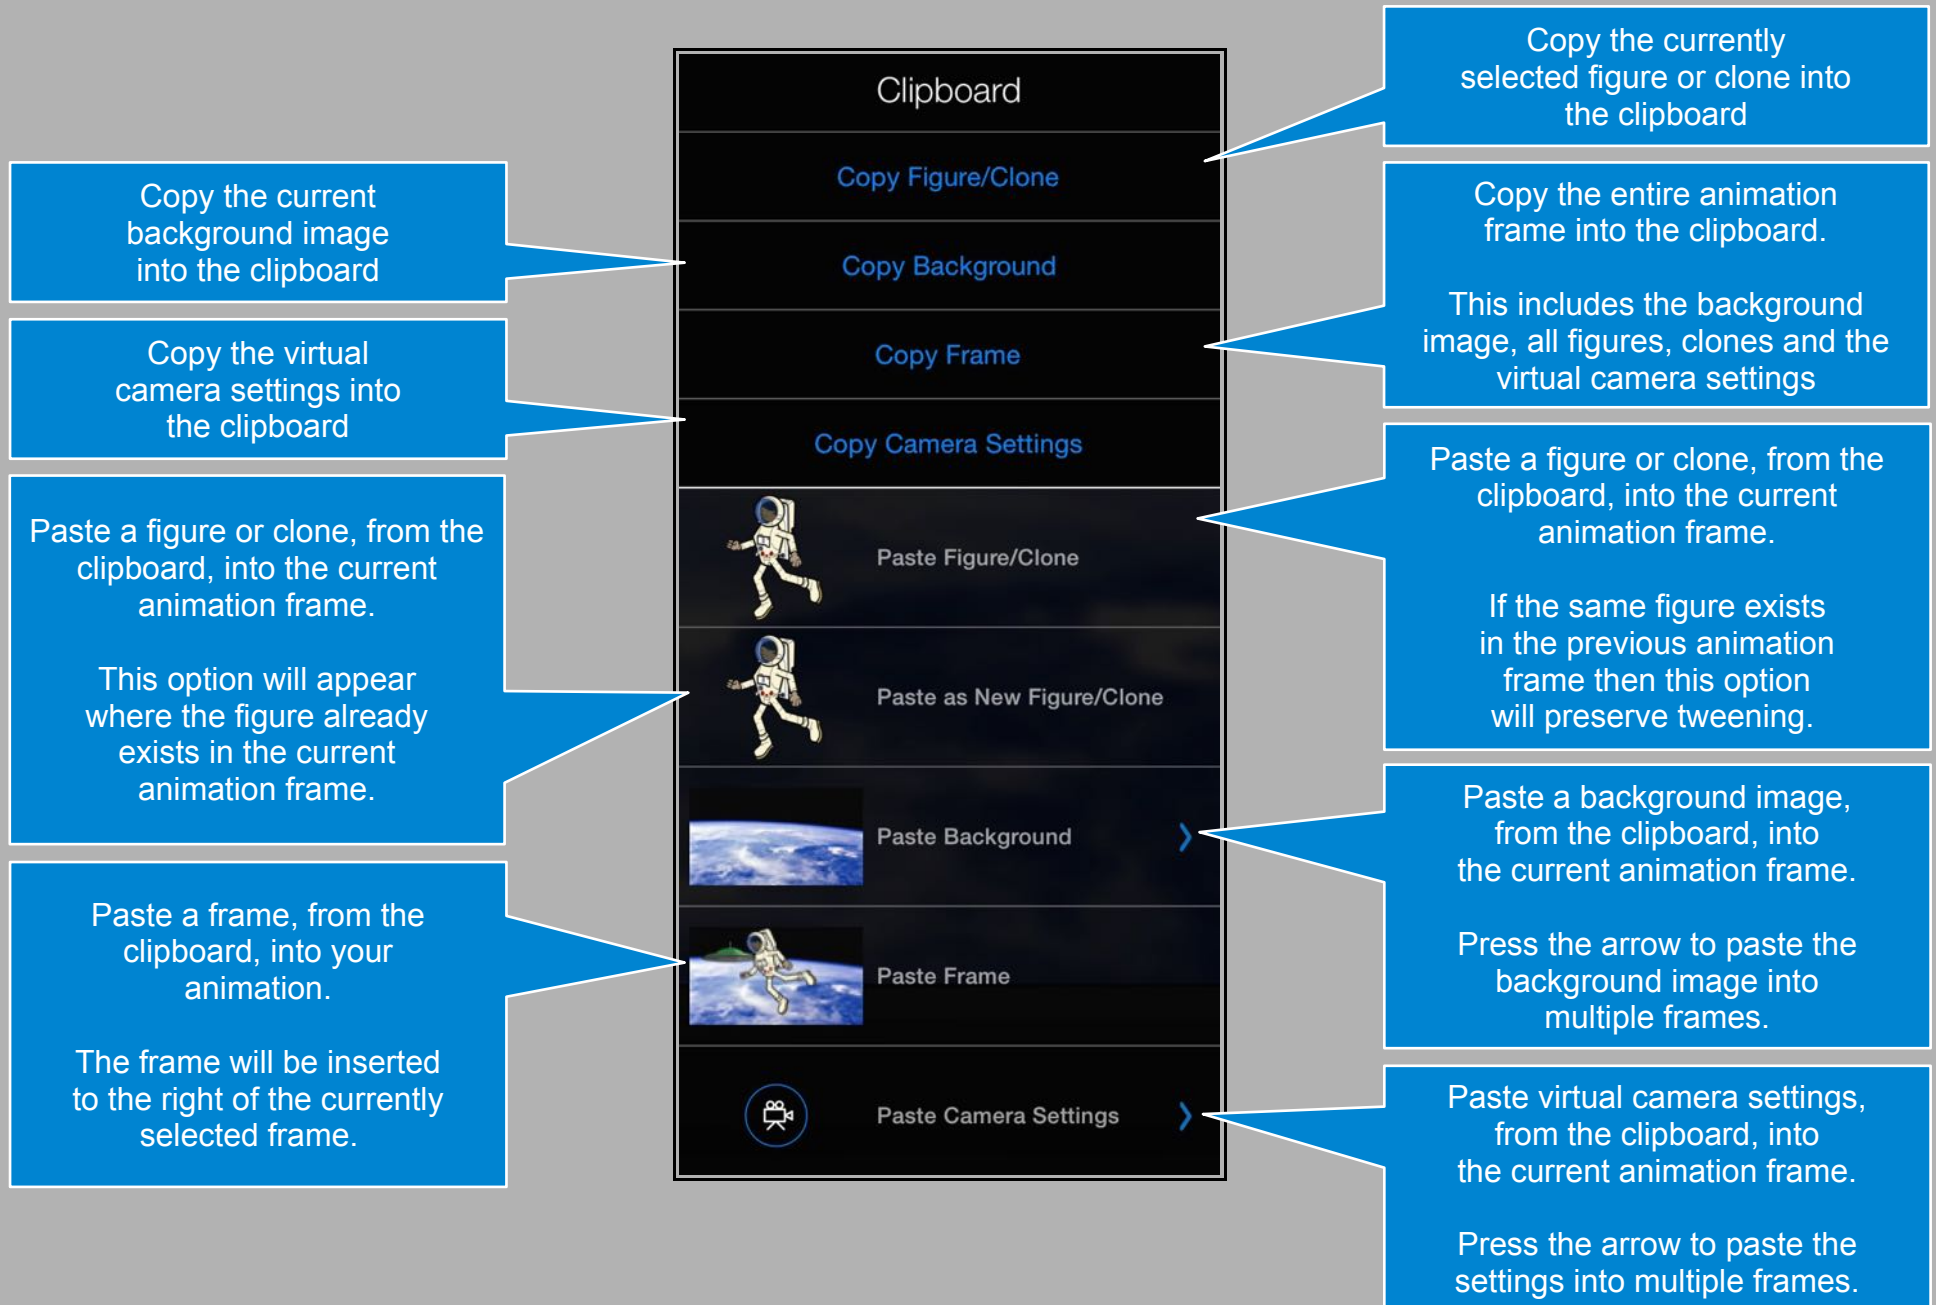 Clipboard
Copy Figure/Clone
Copy Background
Copy Frame
Copy Camera Settings
Paste Figure/Clone
Paste as New Figure/Clone
Paste Background
Paste Frame
Paste Camera Settings
Copy the current
background image
into the clipboard
Copy the virtual
camera settings into
the clipboard
Paste a figure or clone, from the
clipboard, into the current
animation frame.
This option will appear
where the figure already
exists in the current
animation frame.
Paste a frame, from the
clipboard, into your
animation.
The frame will be inserted
to the right of the currently
selected frame.
Copy the currently
selected figure or clone into
the clipboard
Copy the entire animation
frame into the clipboard.
This includes the background
image, all figures, clones and the
virtual camera settings
Paste a figure or clone, from the
clipboard, into the current
animation frame.
If the same figure exists
in the previous animation
frame then this option
will preserve tweening.
Paste a background image,
from the clipboard, into
the current animation frame.
Press the arrow to paste the
background image into
multiple frames.
Paste virtual camera settings,
from the clipboard, into
the current animation frame.
Press the arrow to paste the
settings into multiple frames.